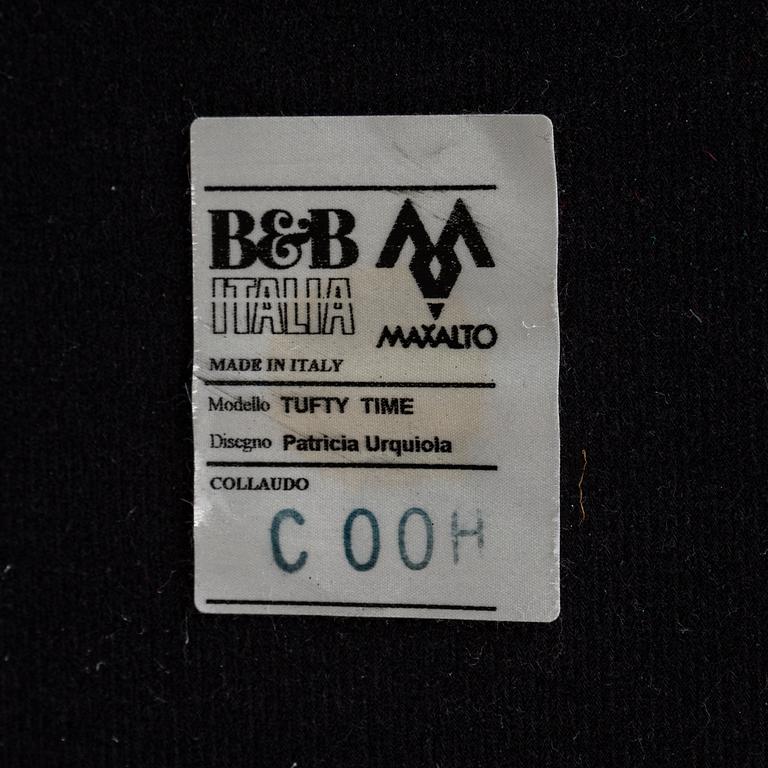 B&B
ITALIA
MAXALTO
MADE IN ITALY
Modello TUFTY TIME
Disegno Patricia Urquiola
COLLAUDO
C 00H